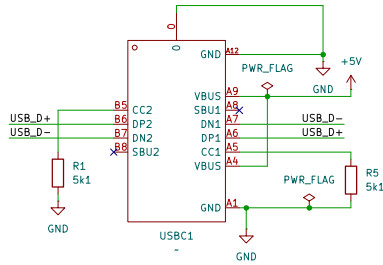 0 0
GND A12
PWR_FLAG
+5V
GND
VBUS A9
B5 CC2 SBU1 A8
USB_D+ B6 DP2 DN1 A7 USB_D-
USB_D- B7 DN2 DP1 A6 USB_D+
B8 SBU2 CC1 A5
VBUS A4
R1
5k1
PWR_FLAG
R5
5k1
GND A1
GND
USBC1
-
GND